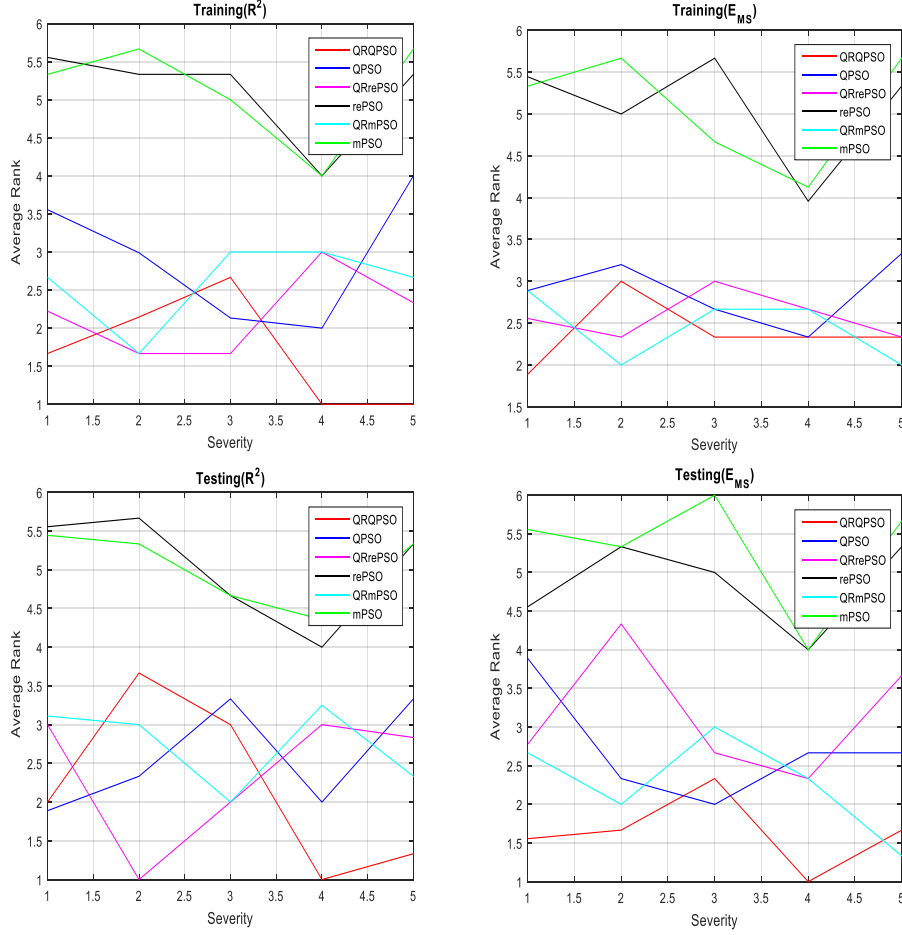 Training(R²)
6
5.5
5
4.5
4
3.5
3
2.5
2
1.5
1
Average Rank
1 1.5 2 2.5 3 3.5 4 4.5 5
Severity
QRQPSO
QPSO
QRrePSO
rePSO
QRmPSO
mPSO
Training(E_MS)
6
5.5
5
4.5
4
3.5
3
2.5
2
1.5
Average Rank
1 1.5 2 2.5 3 3.5 4 4.5 5
Severity
QRQPSO
QPSO
QRrePSO
rePSO
QRmPSO
mPSO
Testing(R²)
6
5.5
5
4.5
4
3.5
3
2.5
2
1.5
1
Average Rank
1 1.5 2 2.5 3 3.5 4 4.5 5
Severity
QRQPSO
QPSO
QRrePSO
rePSO
QRmPSO
mPSO
Testing(E_MS)
6
5.5
5
4.5
4
3.5
3
2.5
2
1.5
1
Average Rank
1 1.5 2 2.5 3 3.5 4 4.5 5
Severity
QRQPSO
QPSO
QRrePSO
rePSO
QRmPSO
mPSO